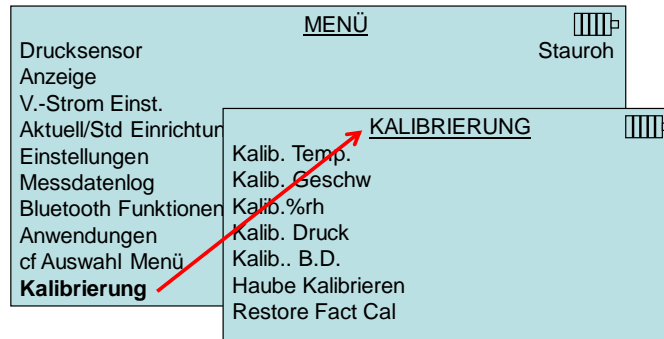 MENÜ
Drucksensor Stauroh
Anzeige
V.-Strom Einst.
Aktuell/Std Einrichtun
Einstellungen
Messdatenlog
Bluetooth Funktionen
Anwendungen
cf Auswahl Menü
Kalibrierung
KALIBRIERUNG
Kalib. Temp.
Kalib. Geschw
Kalib.%rh
Kalib. Druck
Kalib.. B.D.
Haube Kalibrieren
Restore Fact Cal